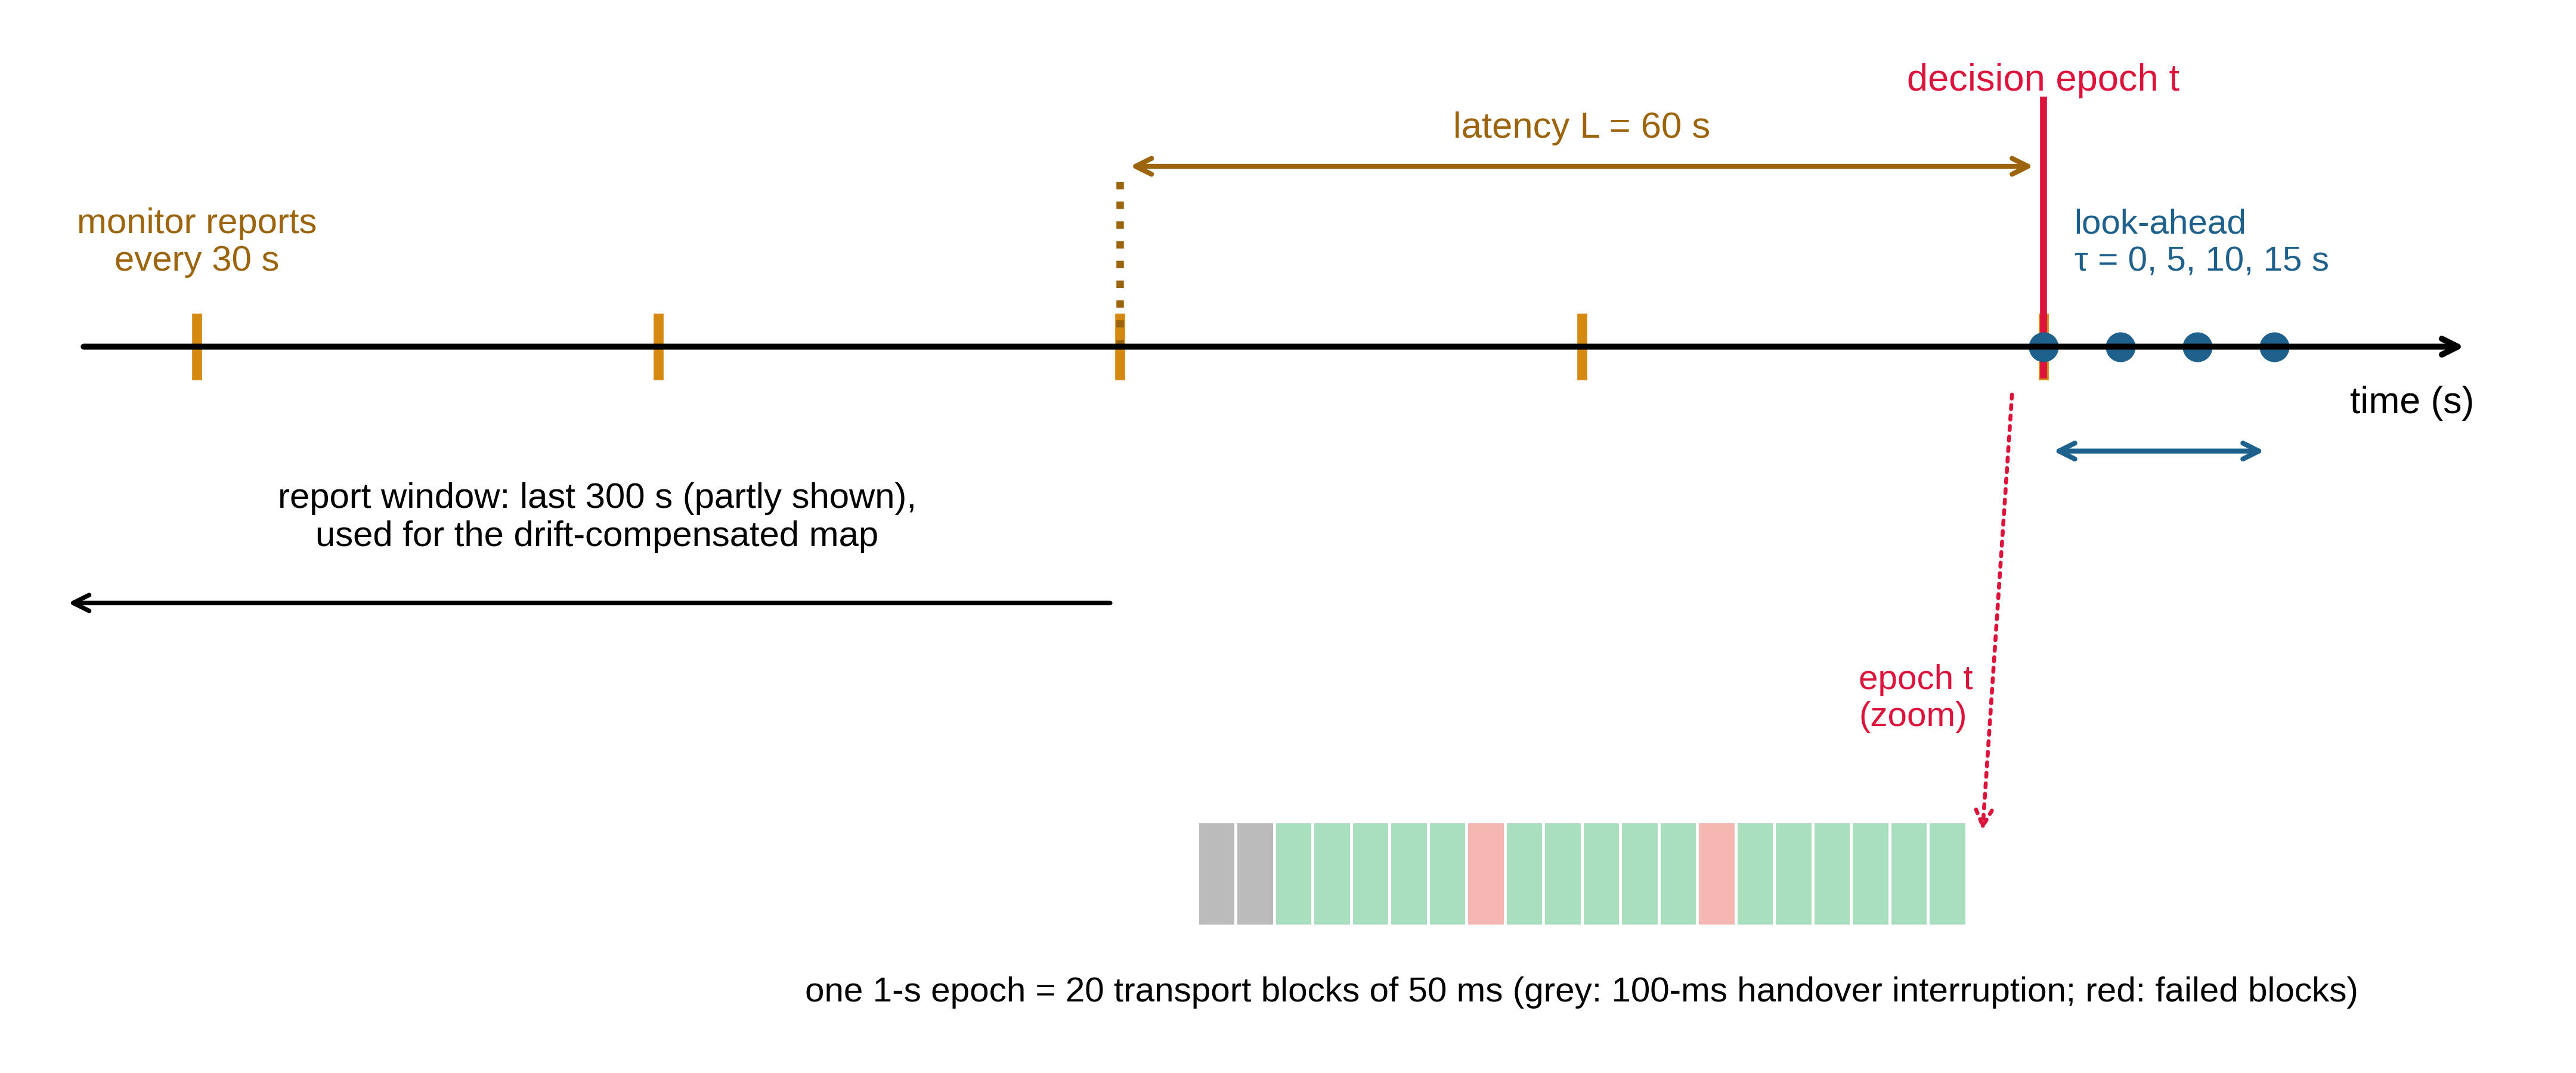 decision epoch t
latency L = 60 s
monitor reports
every 30 s
look-ahead
τ = 0, 5, 10, 15 s
time (s)
report window: last 300 s (partly shown),
used for the drift-compensated map
epoch t
(zoom)
one 1-s epoch = 20 transport blocks of 50 ms (grey: 100-ms handover interruption; red: failed blocks)